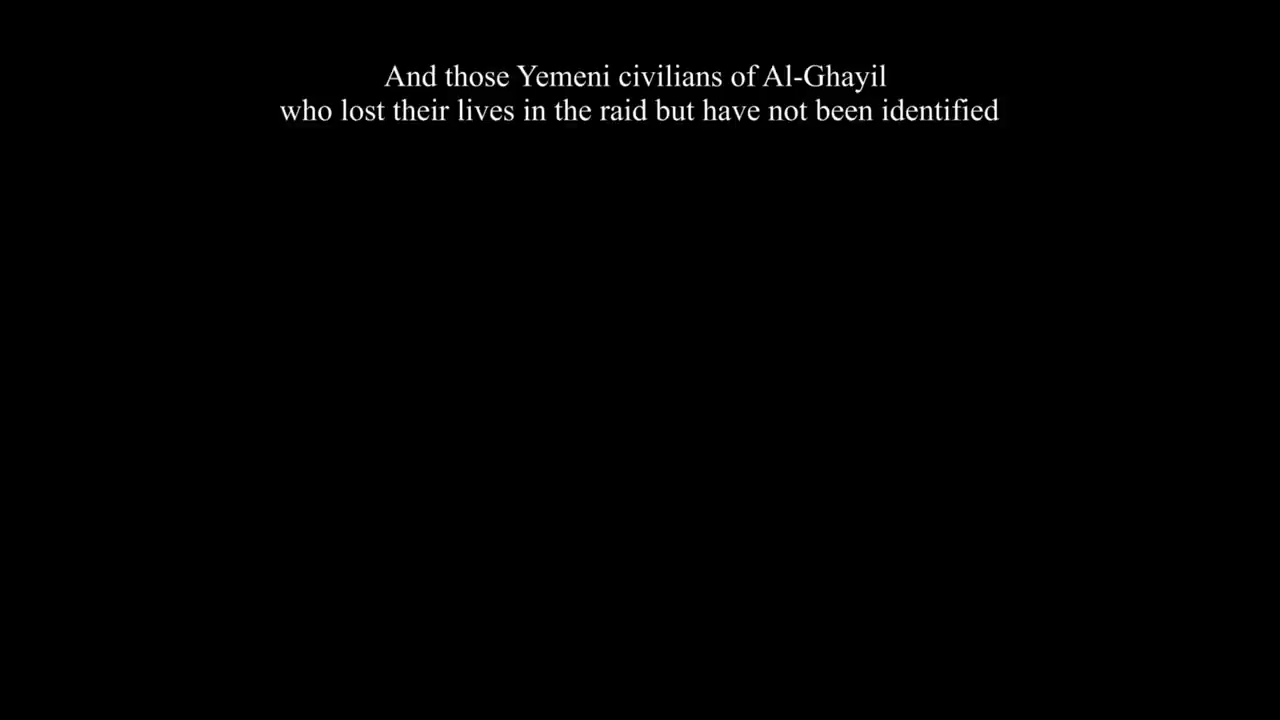 And those Yemeni civilians of Al-Ghayil
who lost their lives in the raid but have not been identified